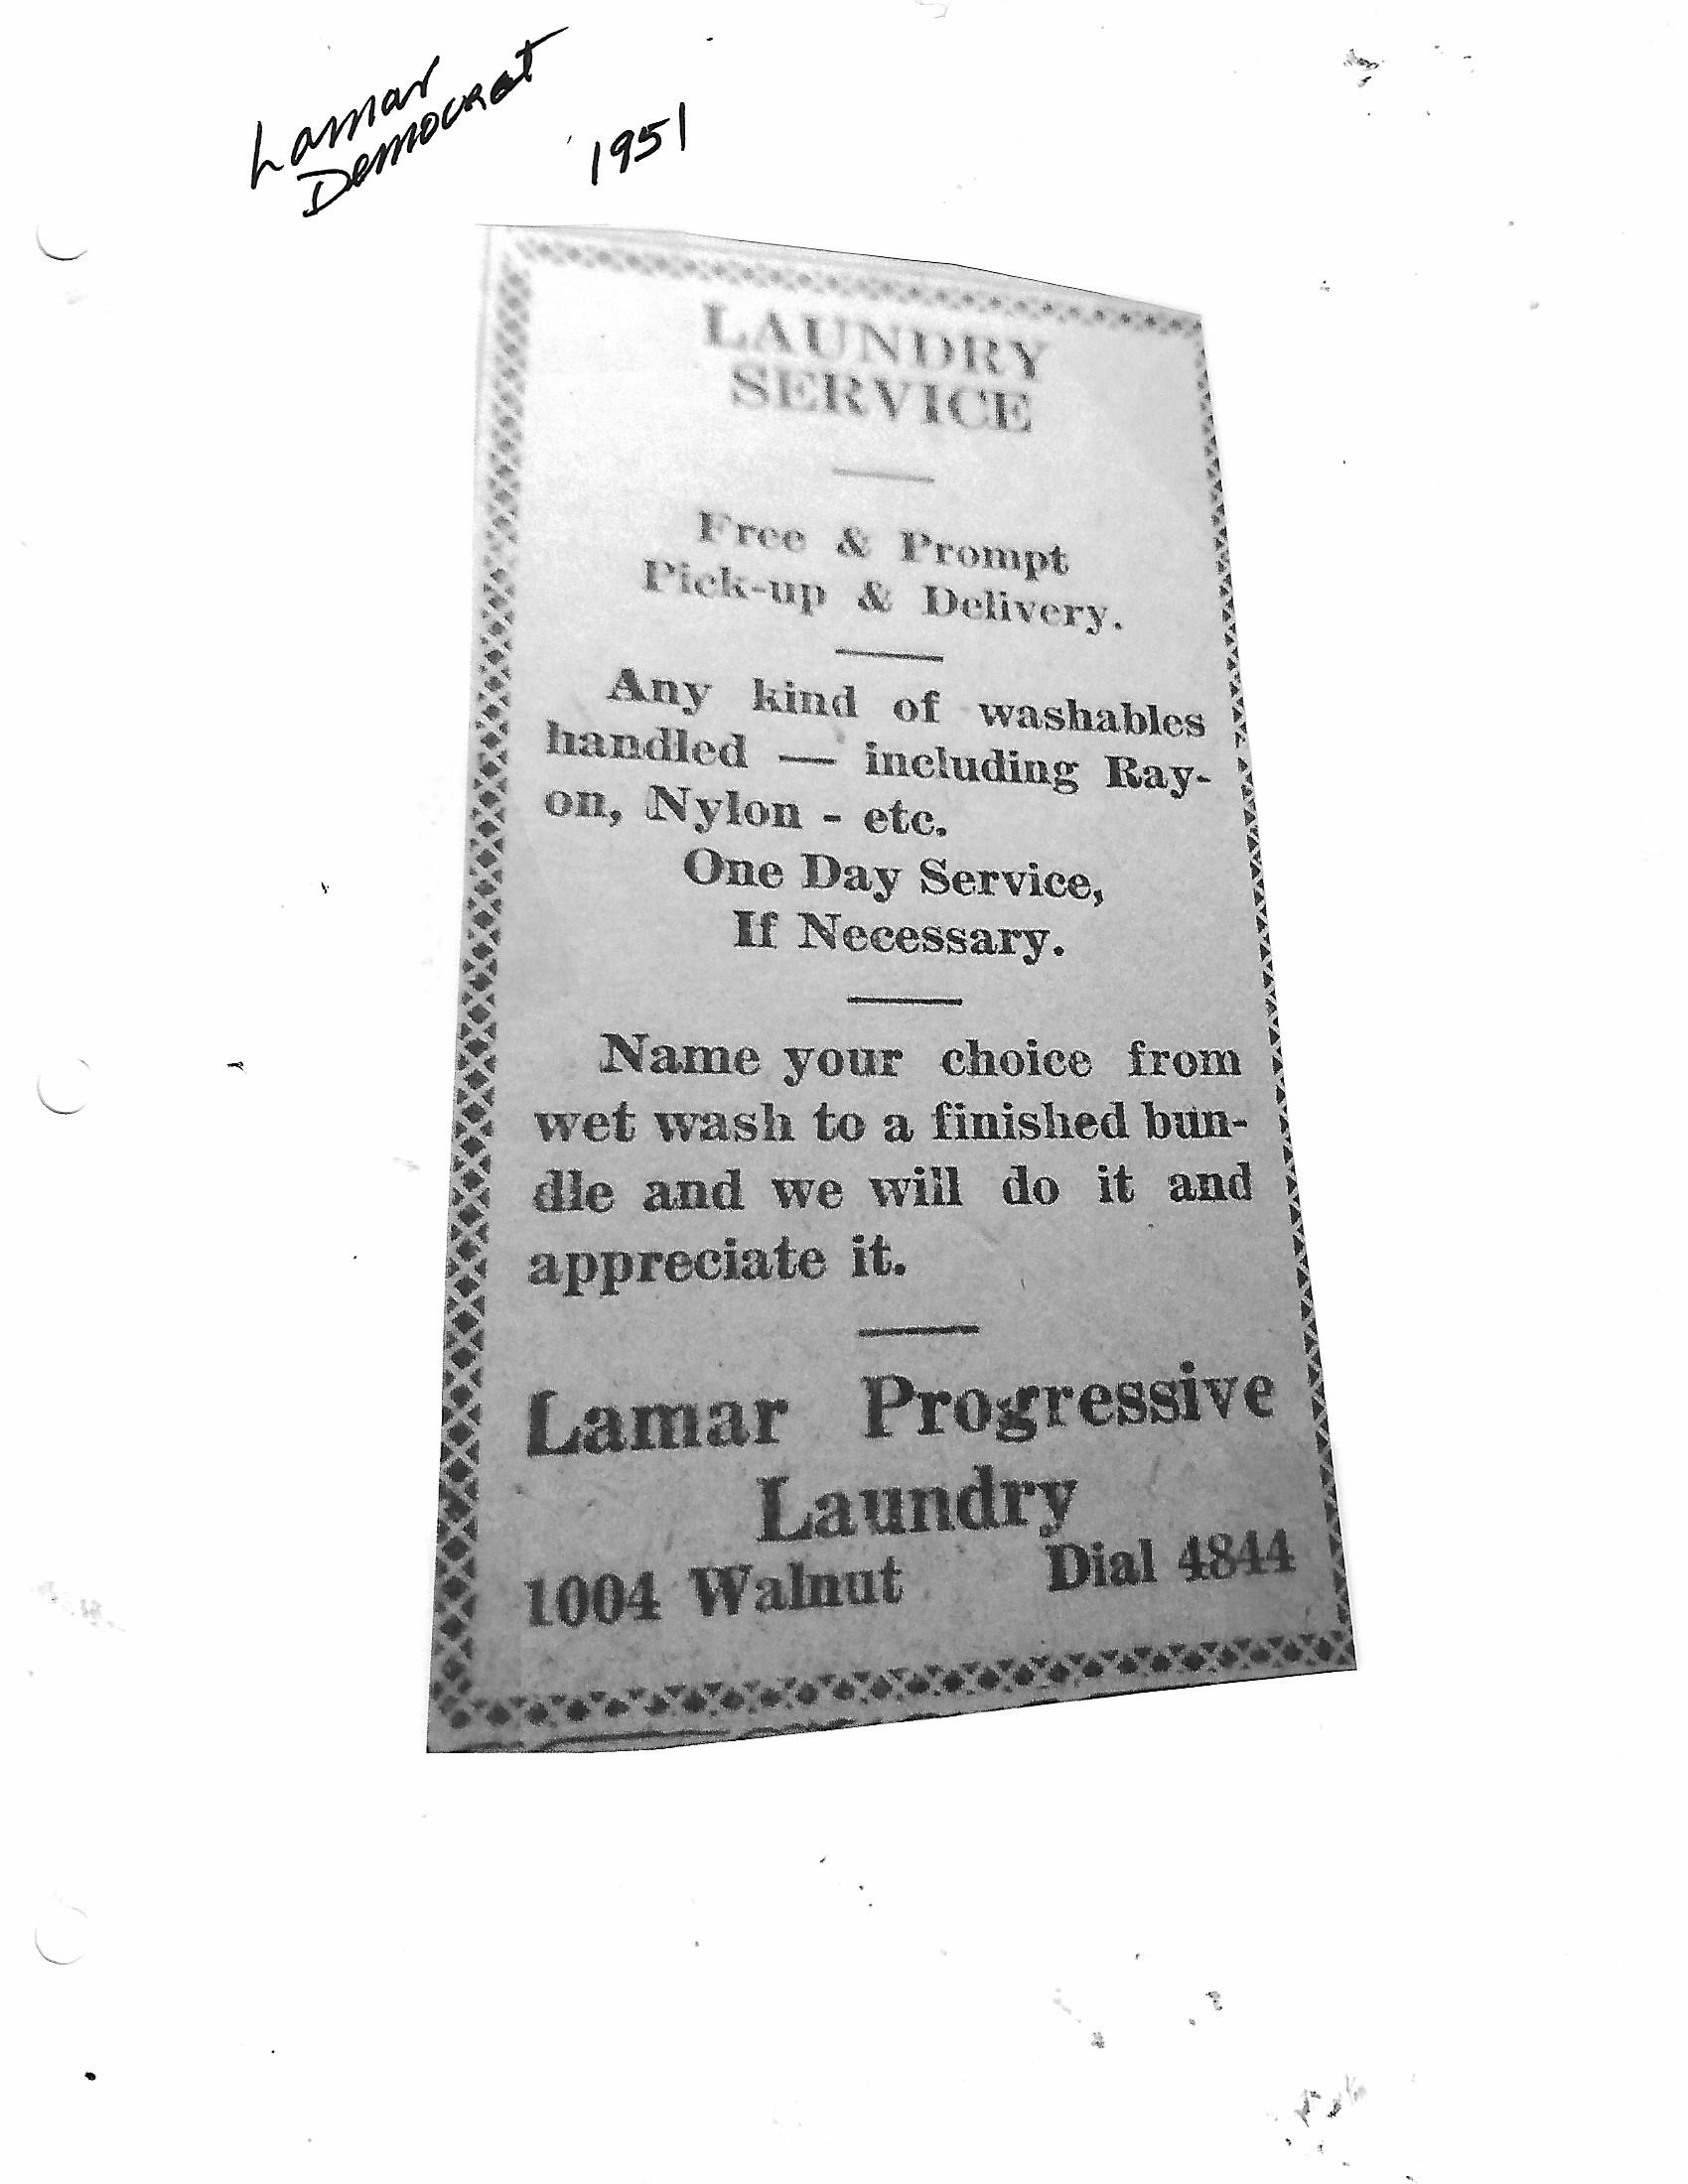 Lamar
Democrat
1951
LAUNDRY
SERVICE
Free & Prompt
Pick-up & Delivery.
Any kind of washables
handled — including Ray-
on, Nylon - etc.
One Day Service,
If Necessary.
Name your choice from
wet wash to a finished bun-
dle and we will do it and
appreciate it.
Lamar Progressive
Laundry
1004 Walnut Dial 4844